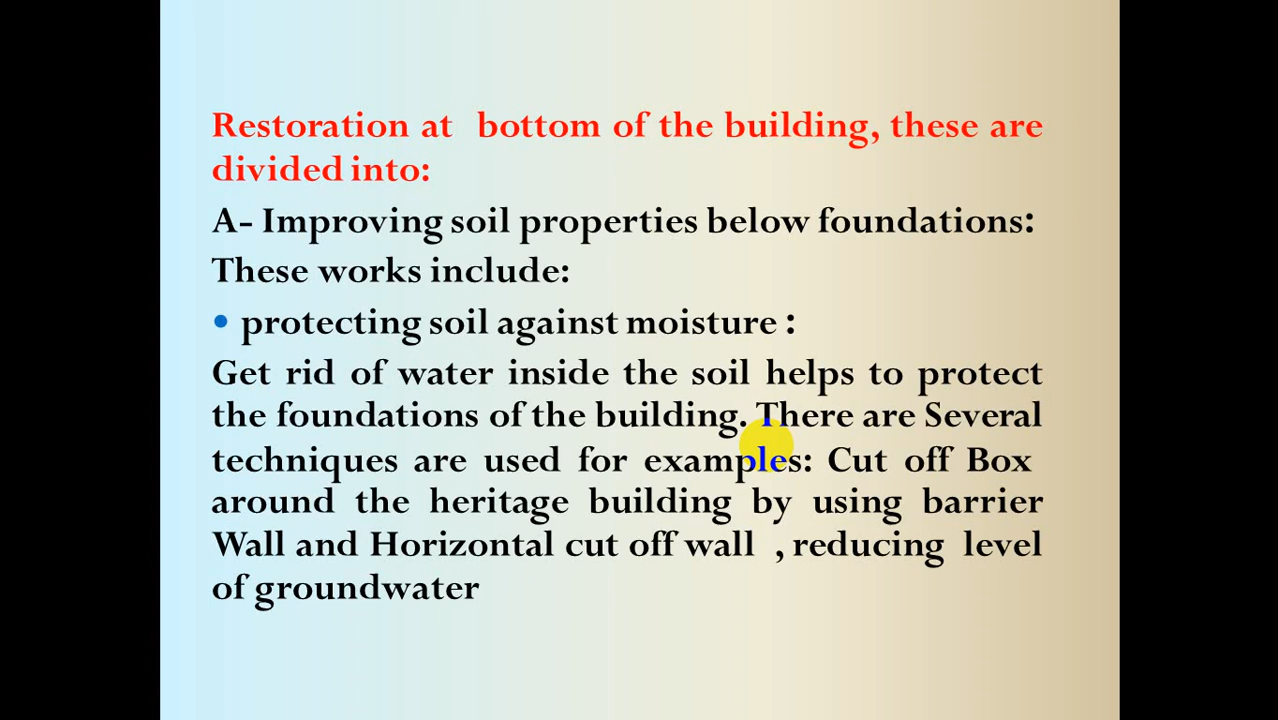 Restoration at bottom of the building, these are
divided into:
A- Improving soil properties below foundations:
These works include:
• protecting soil against moisture :
Get rid of water inside the soil helps to protect
the foundations of the building. There are Several
techniques are used for examples: Cut off Box
around the heritage building by using barrier
Wall and Horizontal cut off wall , reducing level
of groundwater